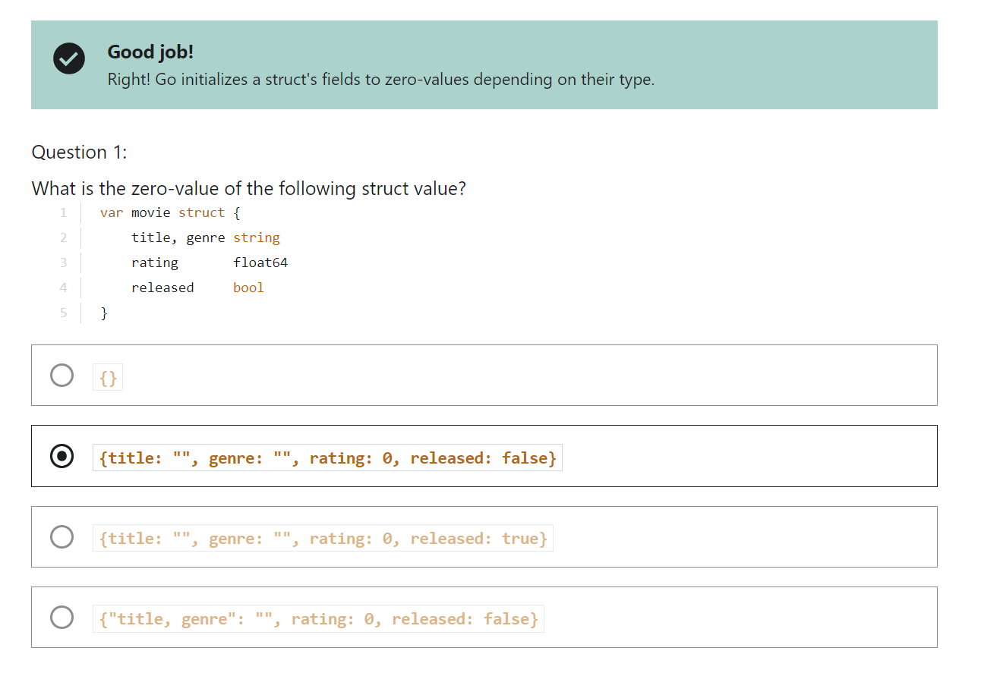 Good job!
Right! Go initializes a struct's fields to zero-values depending on their type.
Question 1:
What is the zero-value of the following struct value?
1 var movie struct {
2     title, genre string
3     rating       float64
4     released     bool
5 }
{}
{title: "", genre: "", rating: 0, released: false}
{title: "", genre: "", rating: 0, released: true}
{"title, genre": "", rating: 0, released: false}